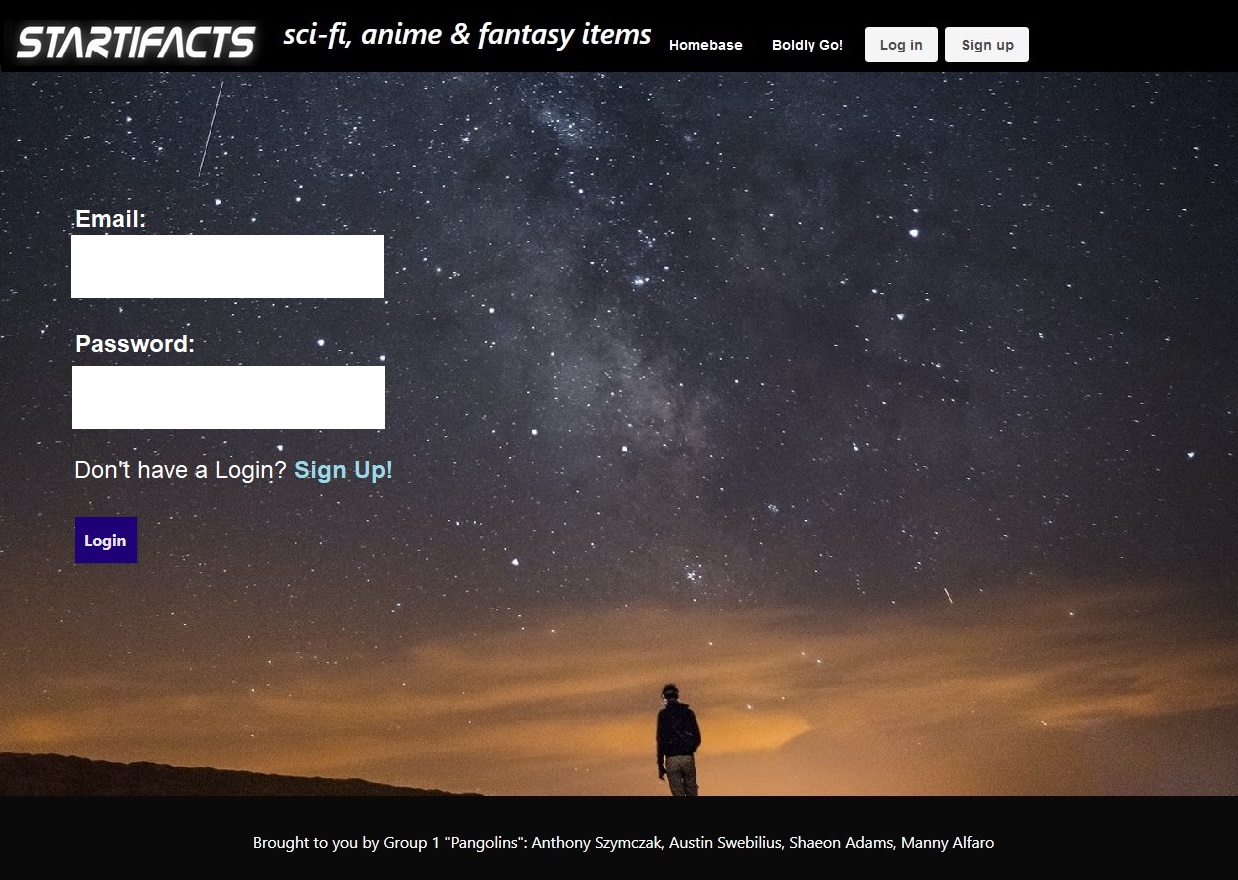 STARTIFACTS sci-fi, anime & fantasy items Homebase Boldly Go! Log in Sign up
Email:
Password:
Don't have a Login? Sign Up!
Login
Brought to you by Group 1 "Pangolins": Anthony Szymczak, Austin Swebilius, Shaeon Adams, Manny Alfaro